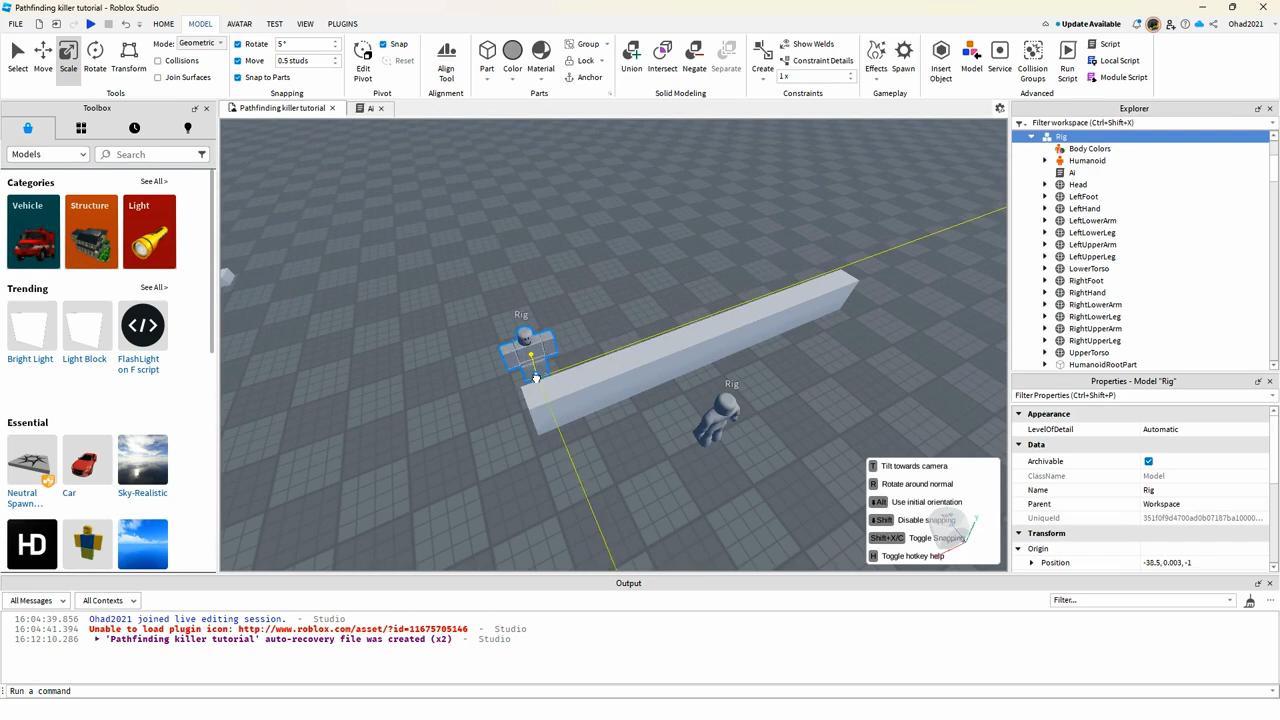 Pathfinding killer tutorial - Roblox Studio
FILE HOME MODEL AVATAR TEST VIEW PLUGINS Update Available Ohad2021
Select Move Scale Rotate Transform
Mode: Geometric
Collisions
Join Surfaces
Tools
Rotate 5°
Move 0.5 studs
Snap to Parts
Snapping
Edit Pivot
Snap
Reset
Pivot
Align Tool
Alignment
Part Color Material
Group
Lock
Anchor
Parts
Union Intersect Negate Separate
Solid Modeling
Create
Show Welds
Constraint Details
1 x
Constraints
Effects Spawn
Gameplay
Insert Object
Model
Service
Collision Groups
Run Script
Script
Local Script
Module Script
Advanced
Toolbox
Pathfinding killer tutorial
Ai
Models
Search
Categories
See All >
Vehicle Structure Light
Trending
See All >
Bright Light
Light Block
FlashLight on F script
Essential
See All >
Neutral Spawn...
Car
Sky-Realistic
HD
Rig
Rig
T Tilt towards camera
R Rotate around normal
Alt Use initial orientation
Shift Disable snapping
Shift+X/C Toggle Snapping
H Toggle hotkey help
Explorer
Filter workspace (Ctrl+Shift+X)
Rig
Body Colors
Humanoid
Ai
Head
LeftFoot
LeftHand
LeftLowerArm
LeftLowerLeg
LeftUpperArm
LeftUpperLeg
LowerTorso
RightFoot
RightHand
RightLowerArm
RightLowerLeg
RightUpperArm
RightUpperLeg
UpperTorso
HumanoidRootPart
Properties - Model "Rig"
Filter Properties (Ctrl+Shift+P)
Appearance
LevelOfDetail Automatic
Data
Archivable
ClassName Model
Name Rig
Parent Workspace
UniqueId 351f0f9d4700ad0b07187ba10000...
Transform
Origin
Position -38.5, 0.003, -1
Output
All Messages All Contexts Filter...
16:04:39.856 Ohad2021 joined live editing session. - Studio
16:04:41.394 Unable to load plugin icon: http://www.roblox.com/asset/?id=11675705146 - Studio
16:12:10.286 'Pathfinding killer tutorial' auto-recovery file was created (x2) - Studio
Run a command